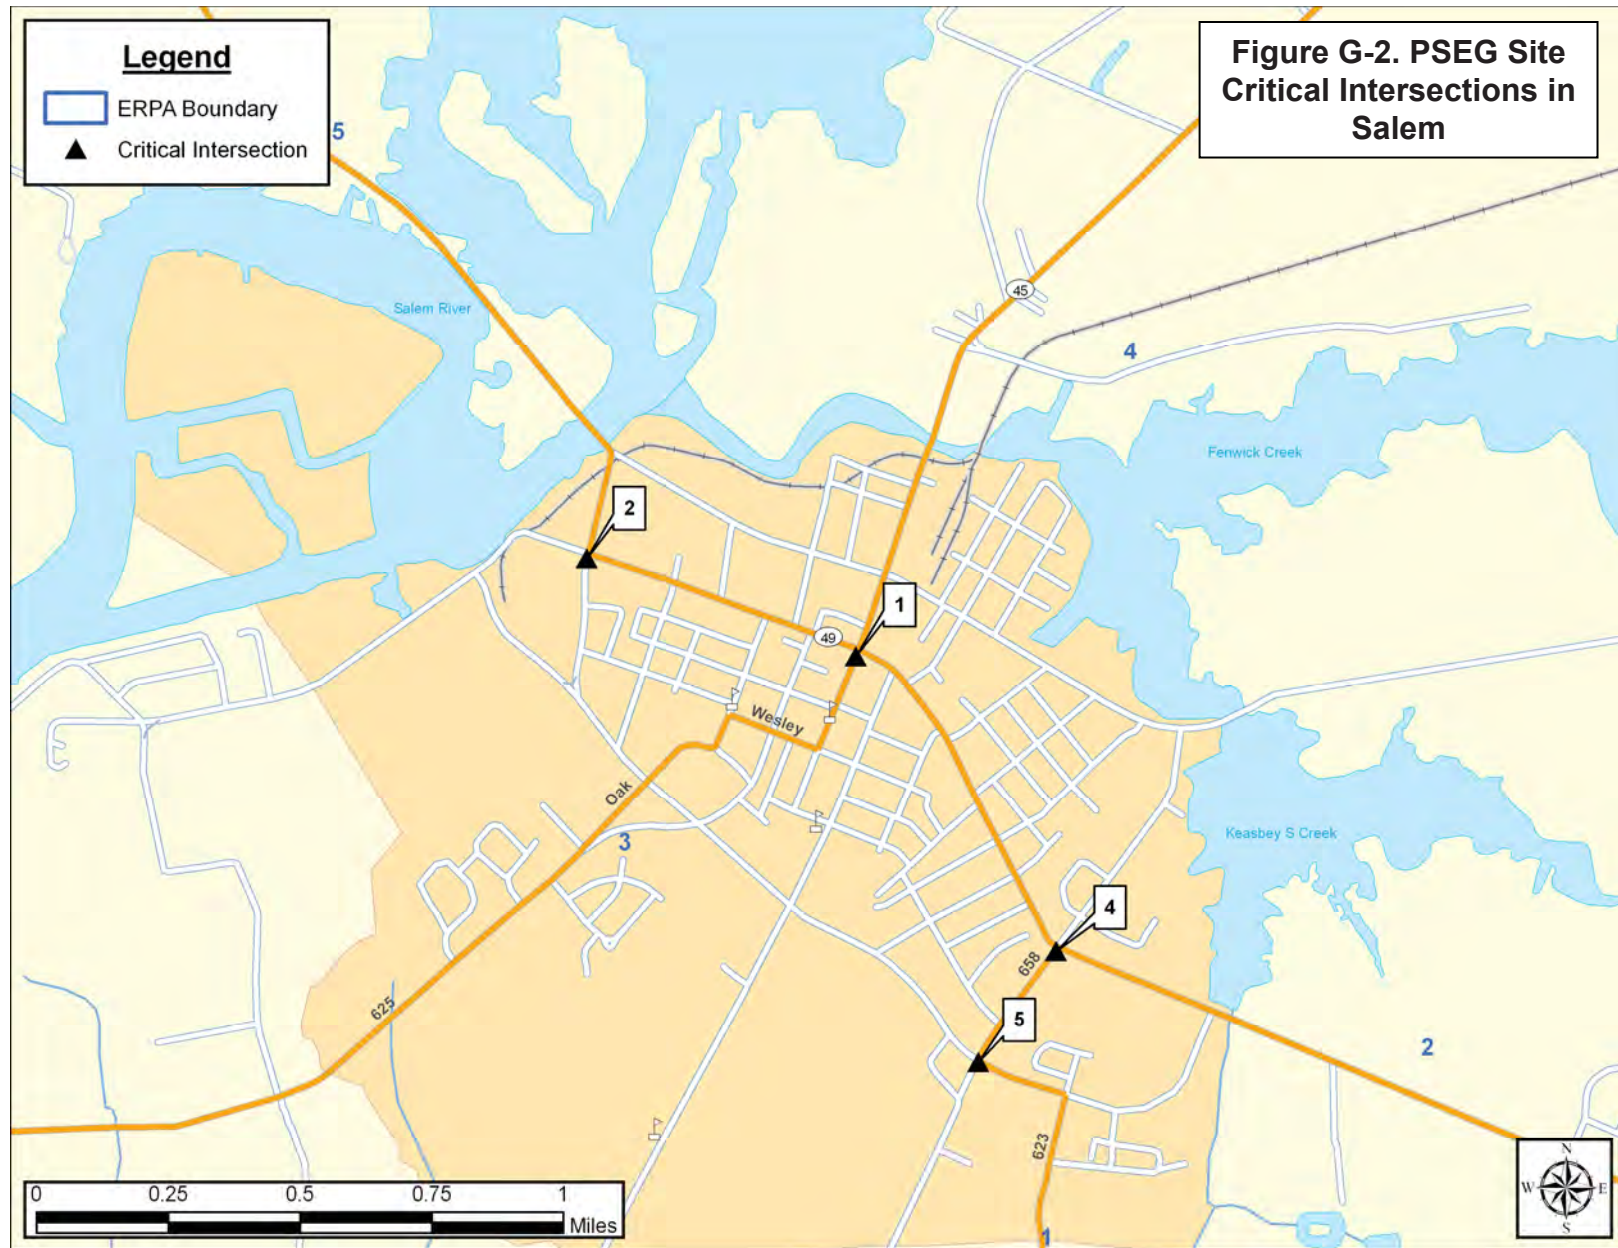 Legend
ERPA Boundary
Critical Intersection
Figure G-2. PSEG Site
Critical Intersections in
Salem
5
Salem River
45
4
Fenwick Creek
2
1
49
Wesley
Oak
3
Keasbey S Creek
4
658
625
5
2
623
1
0 0.25 0.5 0.75 1
Miles
N
W E
S